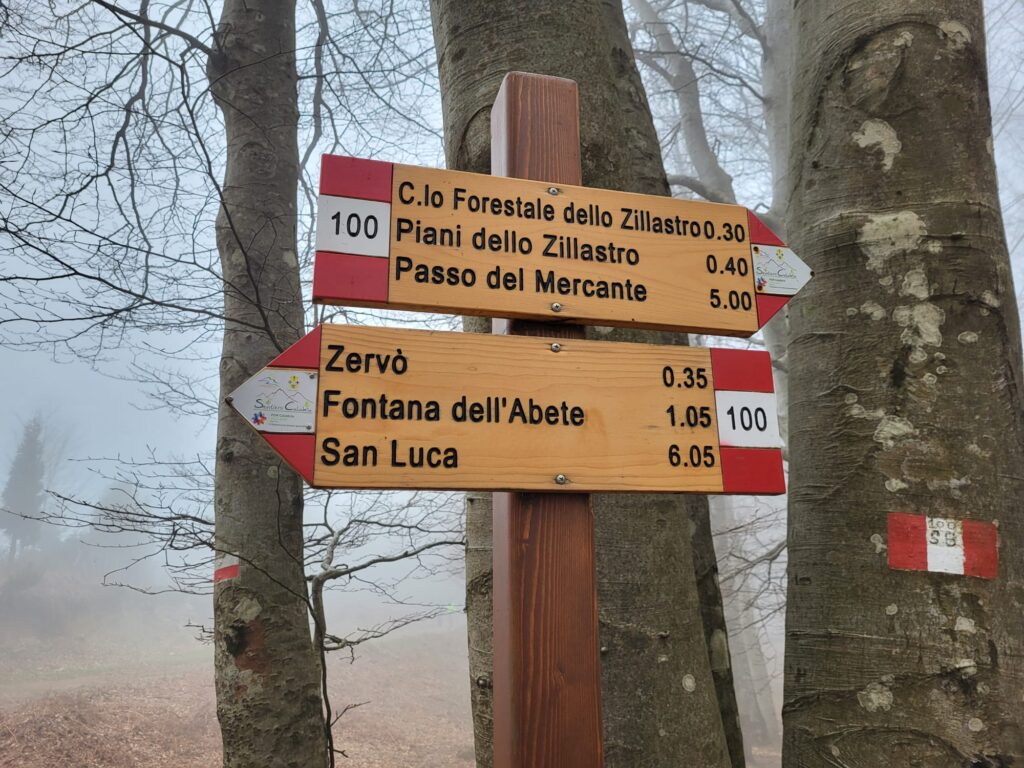 C.lo Forestale dello Zillastro 0.30
100
Piani dello Zillastro 0.40
Passo del Mercante 5.00
Zervò 0.35
Fontana dell'Abete 1.05
100
San Luca 6.05
100
SB